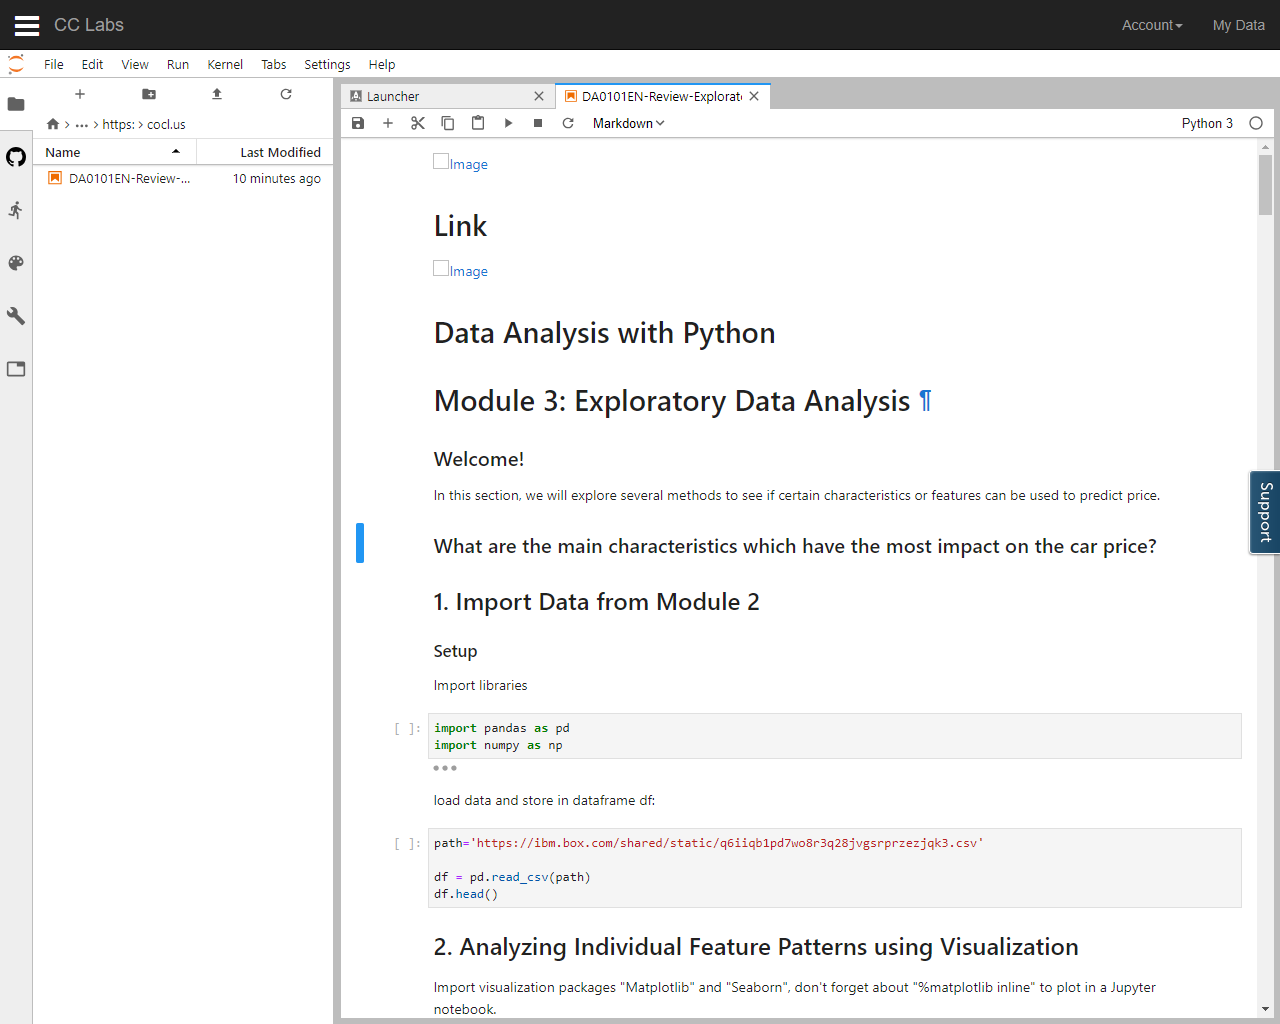 CC Labs
Account
My Data
File Edit View Run Kernel Tabs Settings Help
Launcher
DA0101EN-Review-Explorat
… > https: > cocl.us
Markdown
Python 3
Name
Last Modified
DA0101EN-Review-...
10 minutes ago
Image
Link
Image
Data Analysis with Python
Module 3: Exploratory Data Analysis ¶
Welcome!
In this section, we will explore several methods to see if certain characteristics or features can be used to predict price.
What are the main characteristics which have the most impact on the car price?
1. Import Data from Module 2
Setup
Import libraries
[ ]:
import pandas as pd
import numpy as np
load data and store in dataframe df:
[ ]:
path='https://ibm.box.com/shared/static/q6iiqb1pd7wo8r3q28jvgsrprzezjqk3.csv'
df = pd.read_csv(path)
df.head()
2. Analyzing Individual Feature Patterns using Visualization
Import visualization packages "Matplotlib" and "Seaborn", don't forget about "%matplotlib inline" to plot in a Jupyter
notebook.
Support